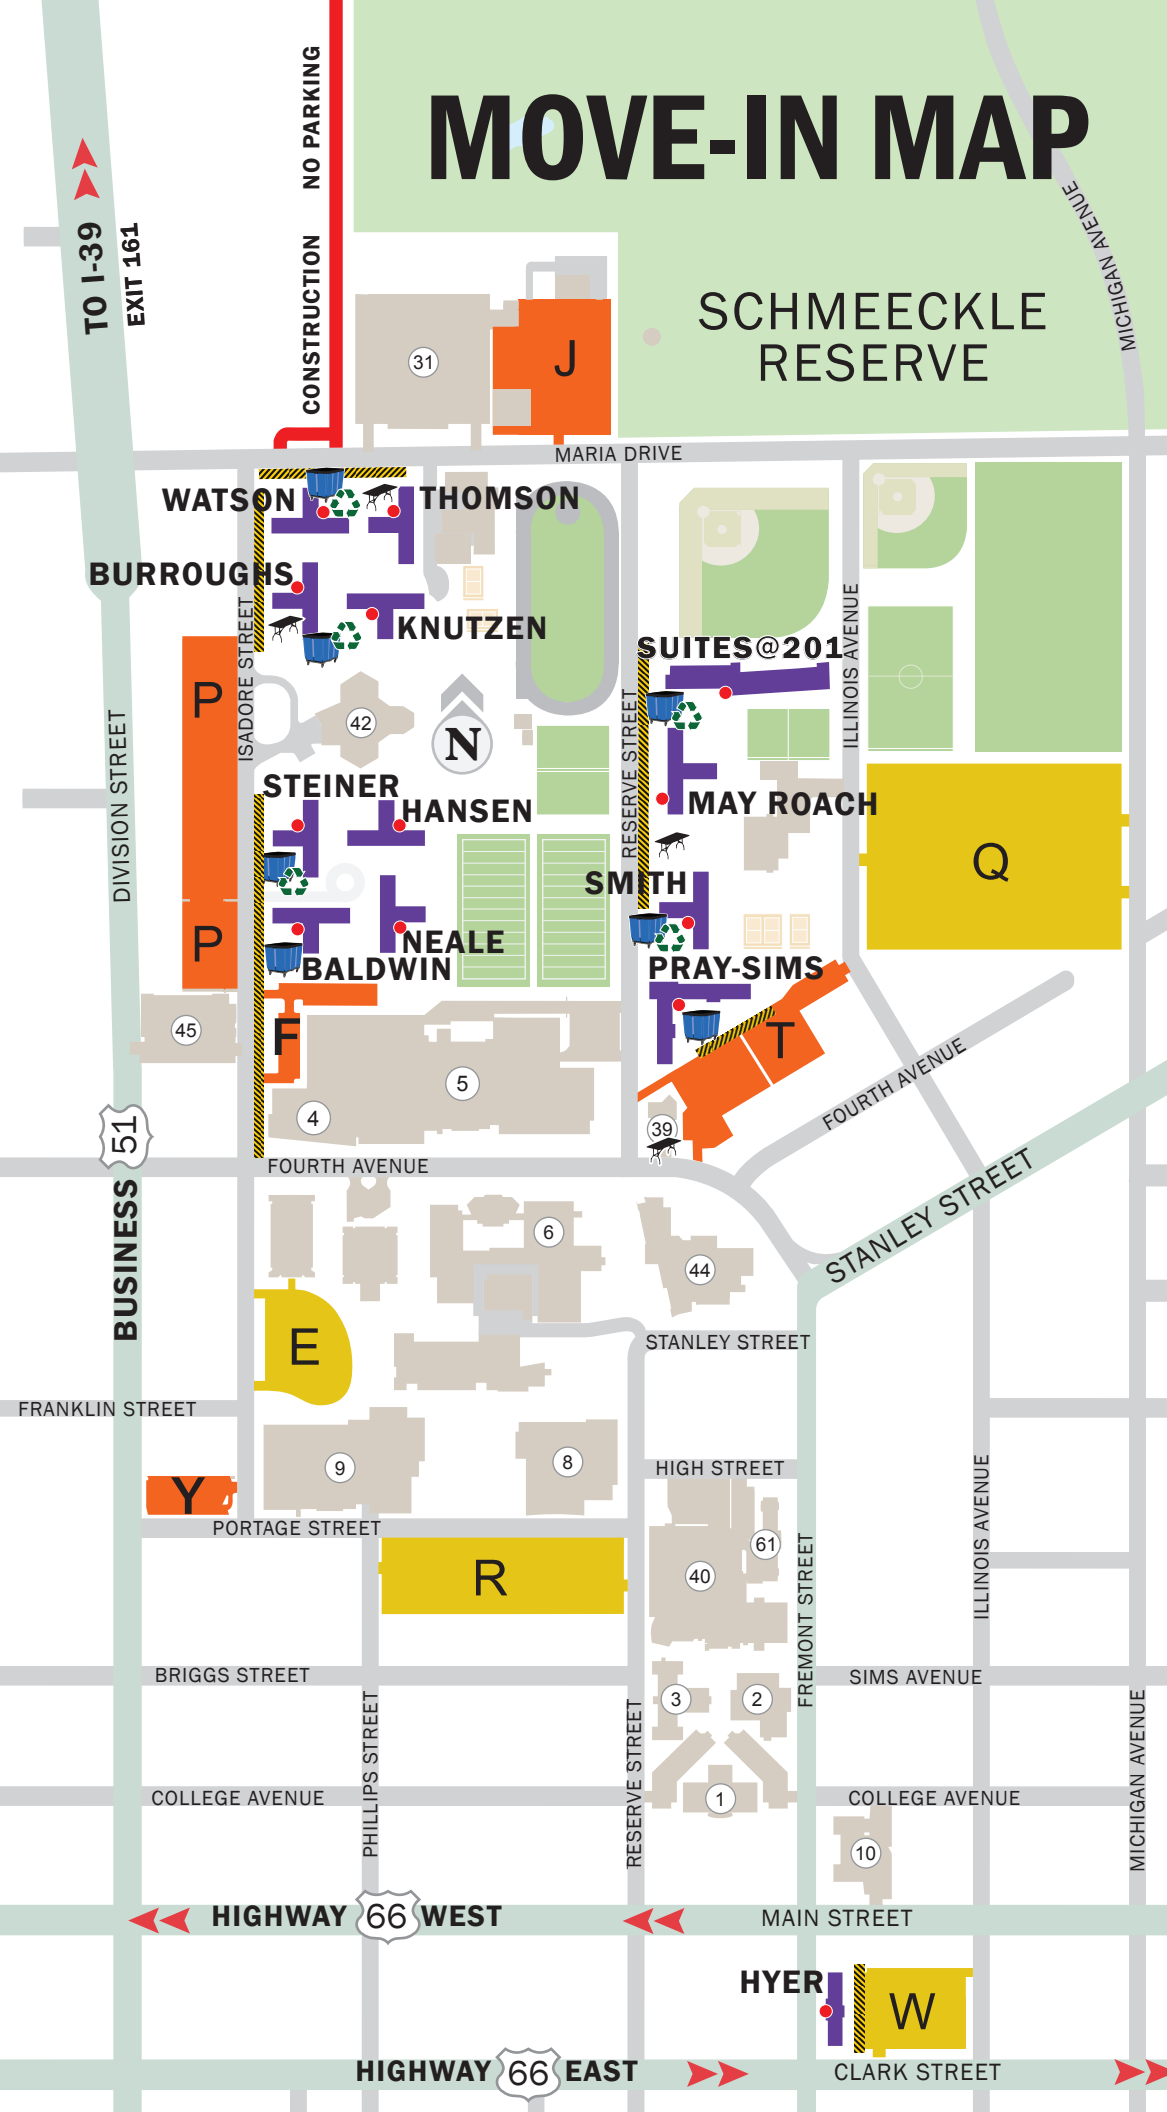 MOVE-IN MAP
NO PARKING
CONSTRUCTION
TO I-39
EXIT 161
MICHIGAN AVENUE
SCHMEECKLE
RESERVE
31
J
MARIA DRIVE
WATSON
THOMSON
BURROUGHS
KNUTZEN
ISADORE STREET
SUITES@201
ILLINOIS AVENUE
P
42
N
RESERVE STREET
DIVISION STREET
STEINER
HANSEN
MAY ROACH
Q
SMITH
P
NEALE
BALDWIN
PRAY-SIMS
45
F
T
5
4
39
FOURTH AVENUE
51
FOURTH AVENUE
STANLEY STREET
BUSINESS
6
44
E
STANLEY STREET
FRANKLIN STREET
9
8
HIGH STREET
Y
PORTAGE STREET
61
R
40
FREMONT STREET
ILLINOIS AVENUE
BRIGGS STREET
SIMS AVENUE
3
2
PHILLIPS STREET
RESERVE STREET
MICHIGAN AVENUE
COLLEGE AVENUE
1
COLLEGE AVENUE
10
HIGHWAY 66 WEST
MAIN STREET
HYER
W
HIGHWAY 66 EAST
CLARK STREET